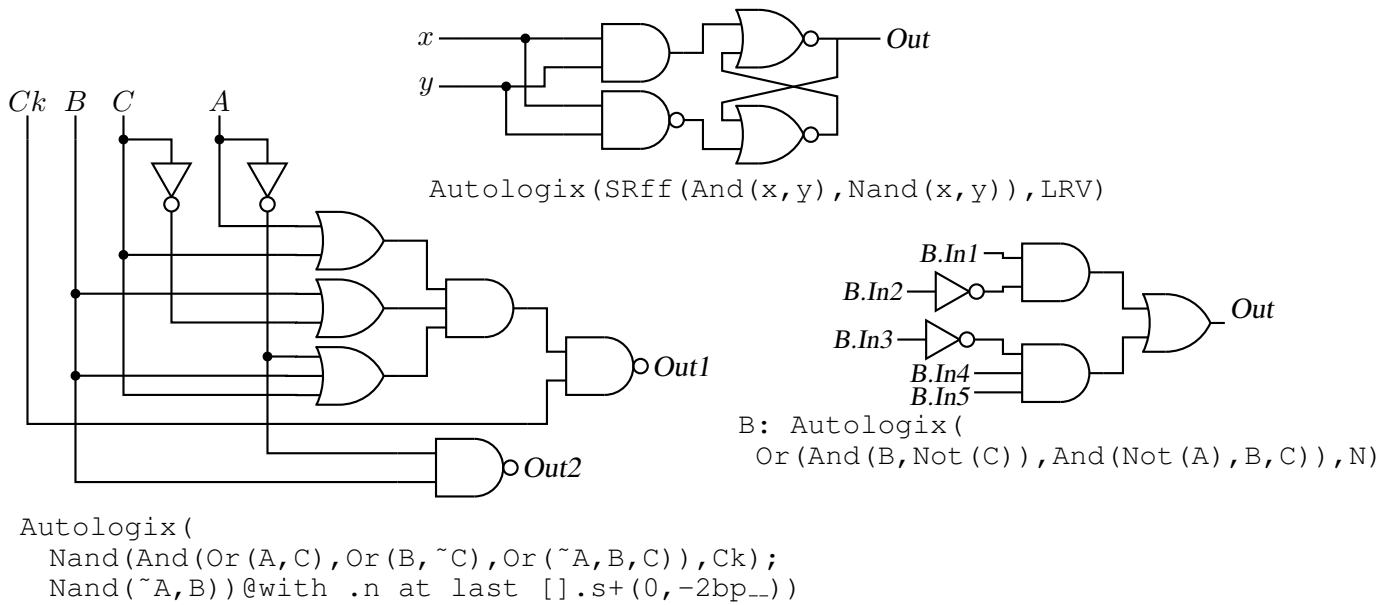 x
Out
y
Autologix(SRff(And(x,y),Nand(x,y)),LRV)
Ck B C A
Out1
Out2
Autologix(
Nand(And(Or(A,C),Or(B,˜C),Or(˜A,B,C)),Ck);
Nand(˜A,B))@with .n at last [].s+(0,-2bp__))
B.In1
B.In2
Out
B.In3
B.In4
B.In5
B: Autologix(
Or(And(B,Not(C)),And(Not(A),B,C)),N)